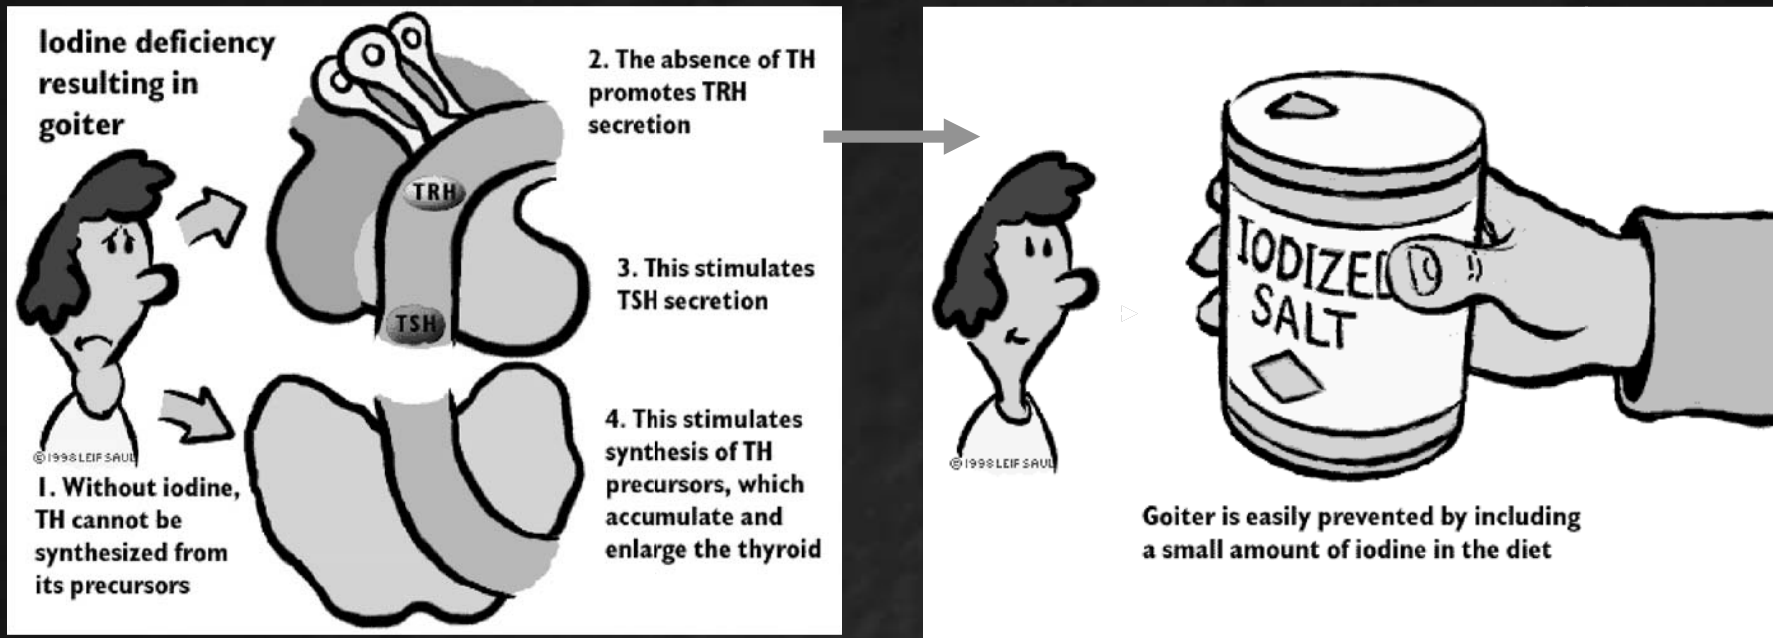 Iodine deficiency
resulting in
goiter
©1998 LEIF SAUL
1. Without iodine,
TH cannot be
synthesized from
its precursors
2. The absence of TH
promotes TRH
secretion
TRH
3. This stimulates
TSH secretion
TSH
4. This stimulates
synthesis of TH
precursors, which
accumulate and
enlarge the thyroid
IODIZED
SALT
©1998 LEIF SAUL
Goiter is easily prevented by including
a small amount of iodine in the diet